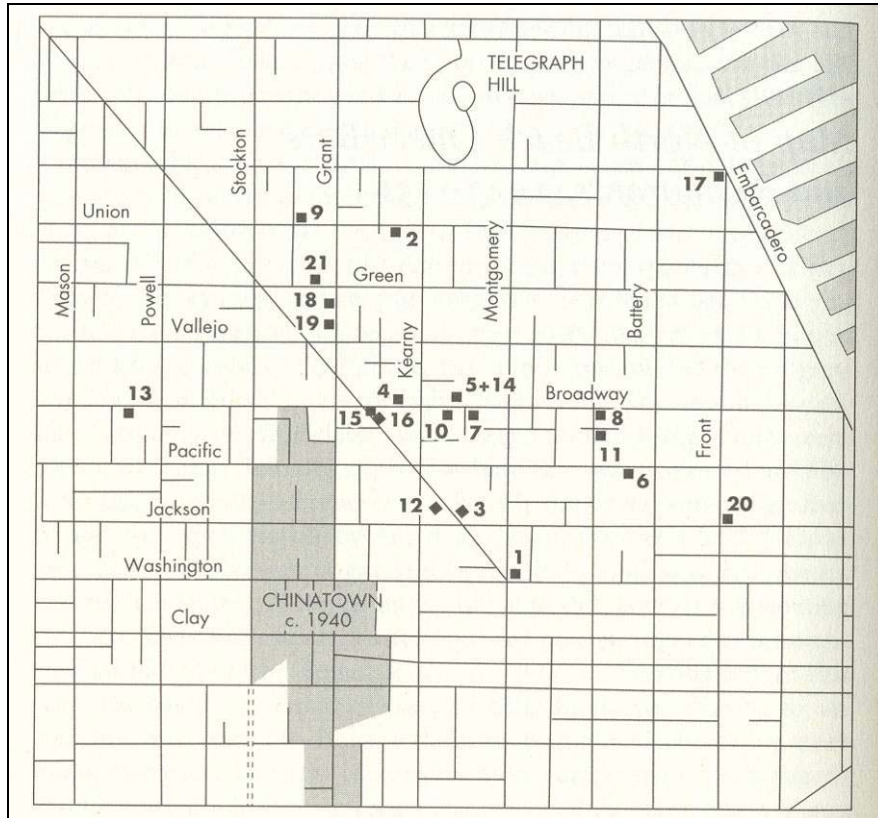 TELEGRAPH
HILL
17
Embarcadero
Stockton
Grant
Union
9
2
Montgomery
Mason
Powell
21
Green
18
Battery
19
Vallejo
Kearny
4
5+14
Broadway
13
15
16
10
7
8
Front
Pacific
11
6
Jackson
12
3
20
Washington
1
CHINATOWN
c. 1940
Clay